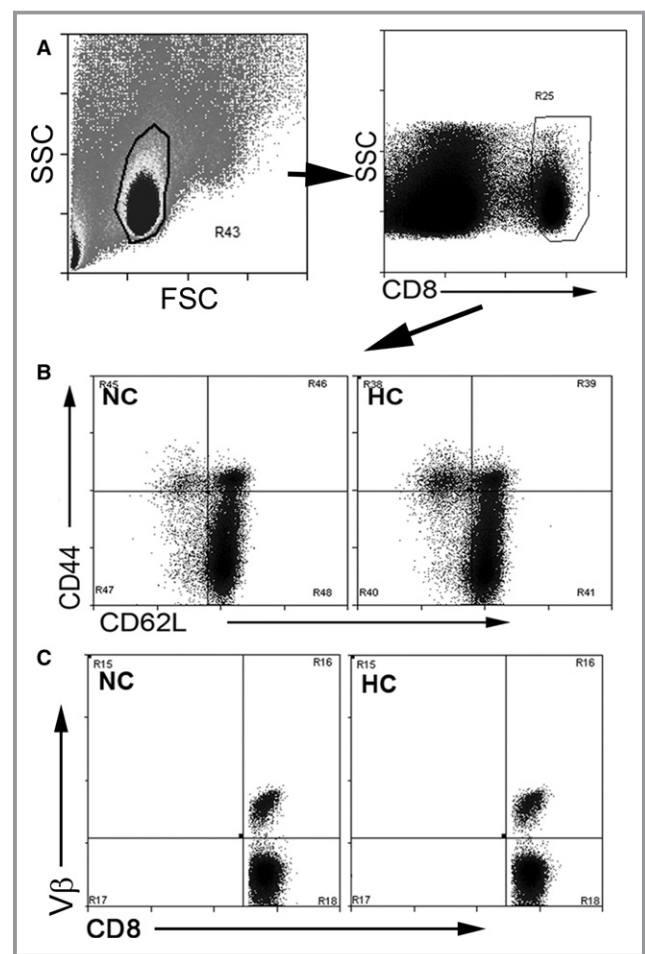 A
SSC
R43
FSC
R25
SSC
CD8
B
R45
NC
R46
R38
HC
R39
CD44
R47
R48
R40
R41
CD62L
C
R15
NC
R16
R15
HC
R16
Vβ
R17
R18
R17
R18
CD8